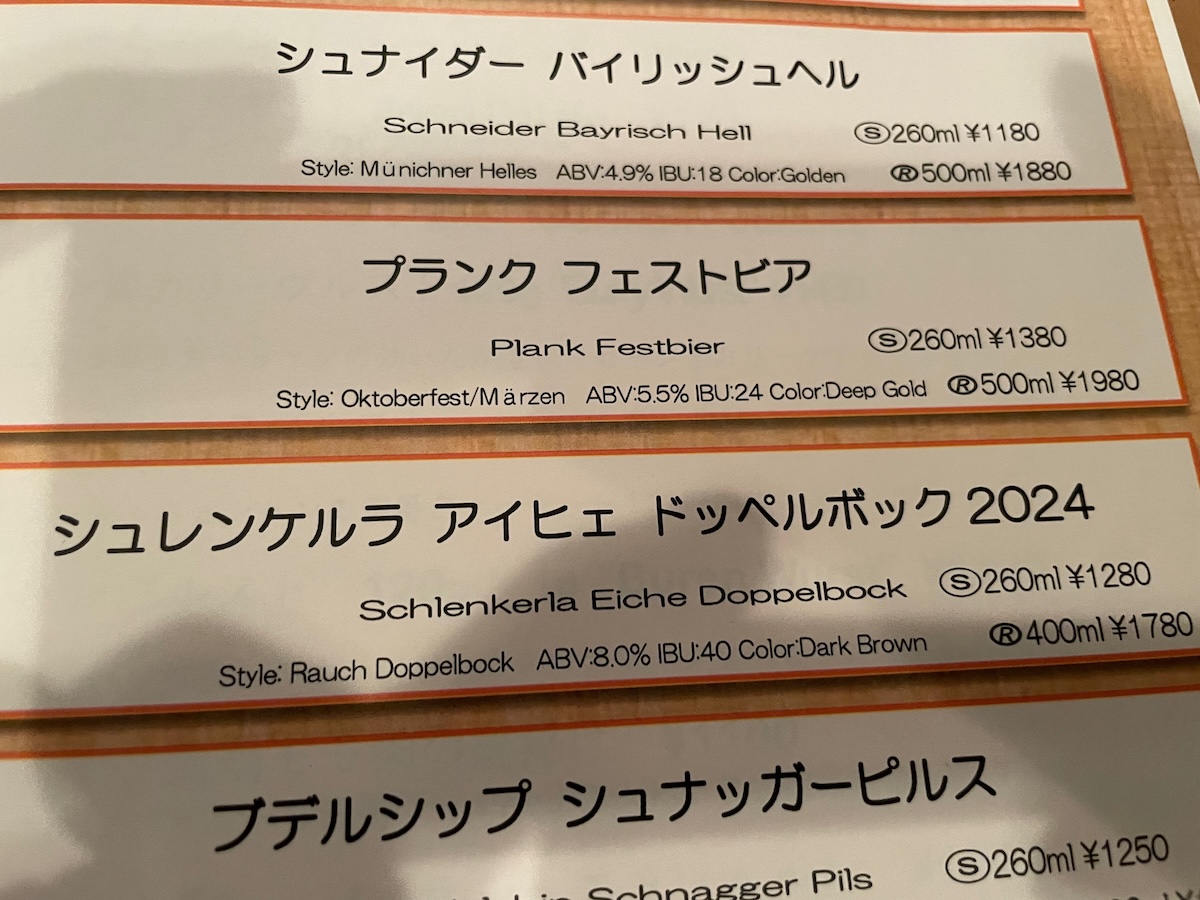 シュナイダー バイリッシュヘル
Schneider Bayrisch Hell Ⓢ260ml ¥1180
Style: Münichner Helles ABV:4.9% IBU:18 Color:Golden Ⓡ500ml ¥1880
プランク フェストビア
Plank Festbier Ⓢ260ml ¥1380
Style: Oktoberfest/Märzen ABV:5.5% IBU:24 Color:Deep Gold Ⓡ500ml ¥1980
シュレンケルラ アイヒェ ドッペルボック2024
Schlenkerla Eiche Doppelbock Ⓢ260ml ¥1280
Style: Rauch Doppelbock ABV:8.0% IBU:40 Color:Dark Brown Ⓡ400ml ¥1780
ブデルシップ シュナッガーピルス
Schnagger Pils Ⓢ260ml ¥1250